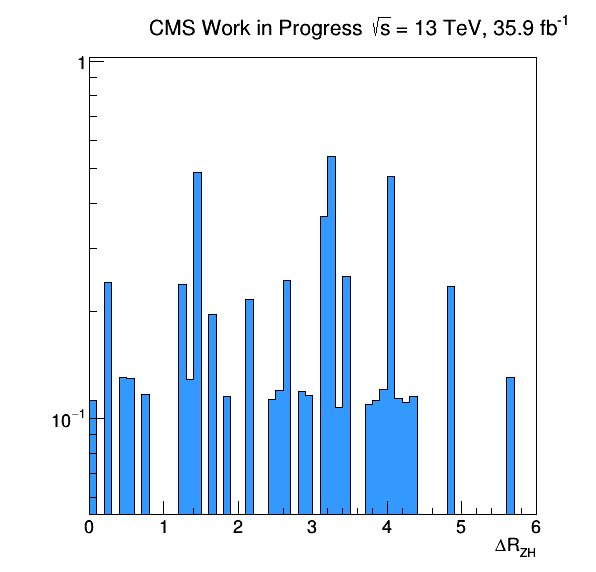 CMS Work in Progress √s = 13 TeV, 35.9 fb⁻¹
1
10⁻¹
0 1 2 3 4 5 6
ΔR_ZH